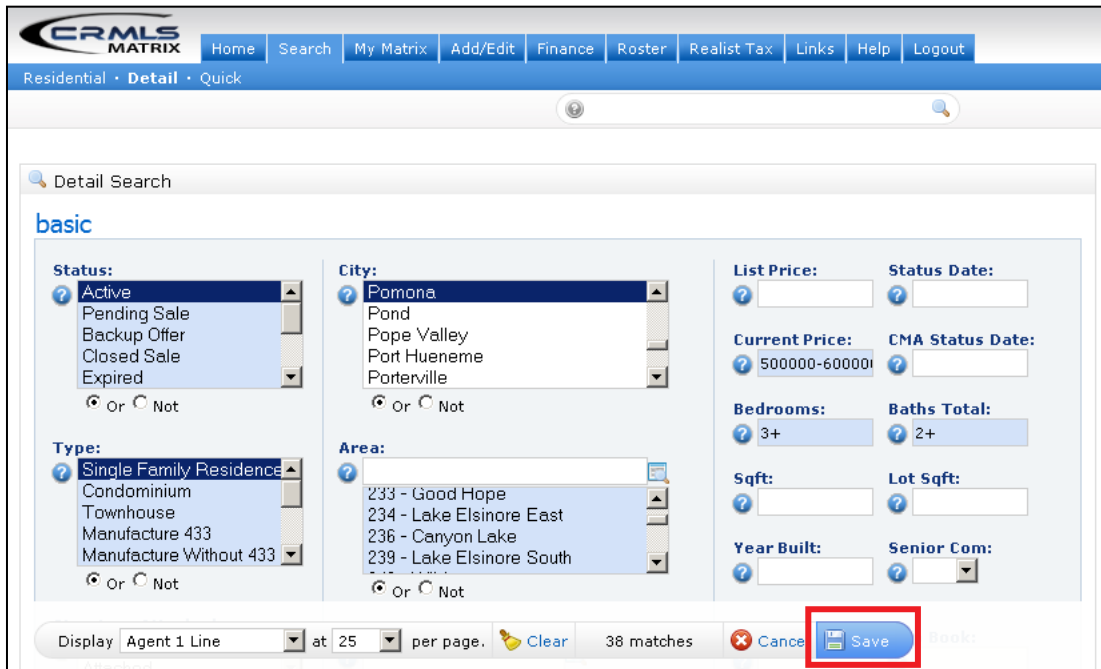 CRMLS
MATRIX
Home Search My Matrix Add/Edit Finance Roster Realist Tax Links Help Logout
Residential · Detail · Quick
Detail Search
basic
Status:
Active
Pending Sale
Backup Offer
Closed Sale
Expired
Or Not
Type:
Single Family Residence
Condominium
Townhouse
Manufacture 433
Manufacture Without 433
Or Not
City:
Pomona
Pond
Pope Valley
Port Hueneme
Porterville
Or Not
Area:
233 - Good Hope
234 - Lake Elsinore East
236 - Canyon Lake
239 - Lake Elsinore South
Or Not
List Price: Status Date:
Current Price: CMA Status Date:
500000-60000
Bedrooms: Baths Total:
3+ 2+
Sqft: Lot Sqft:
Year Built: Senior Com:
Display Agent 1 Line at 25 per page. Clear 38 matches Cance Save
Book:
Attached